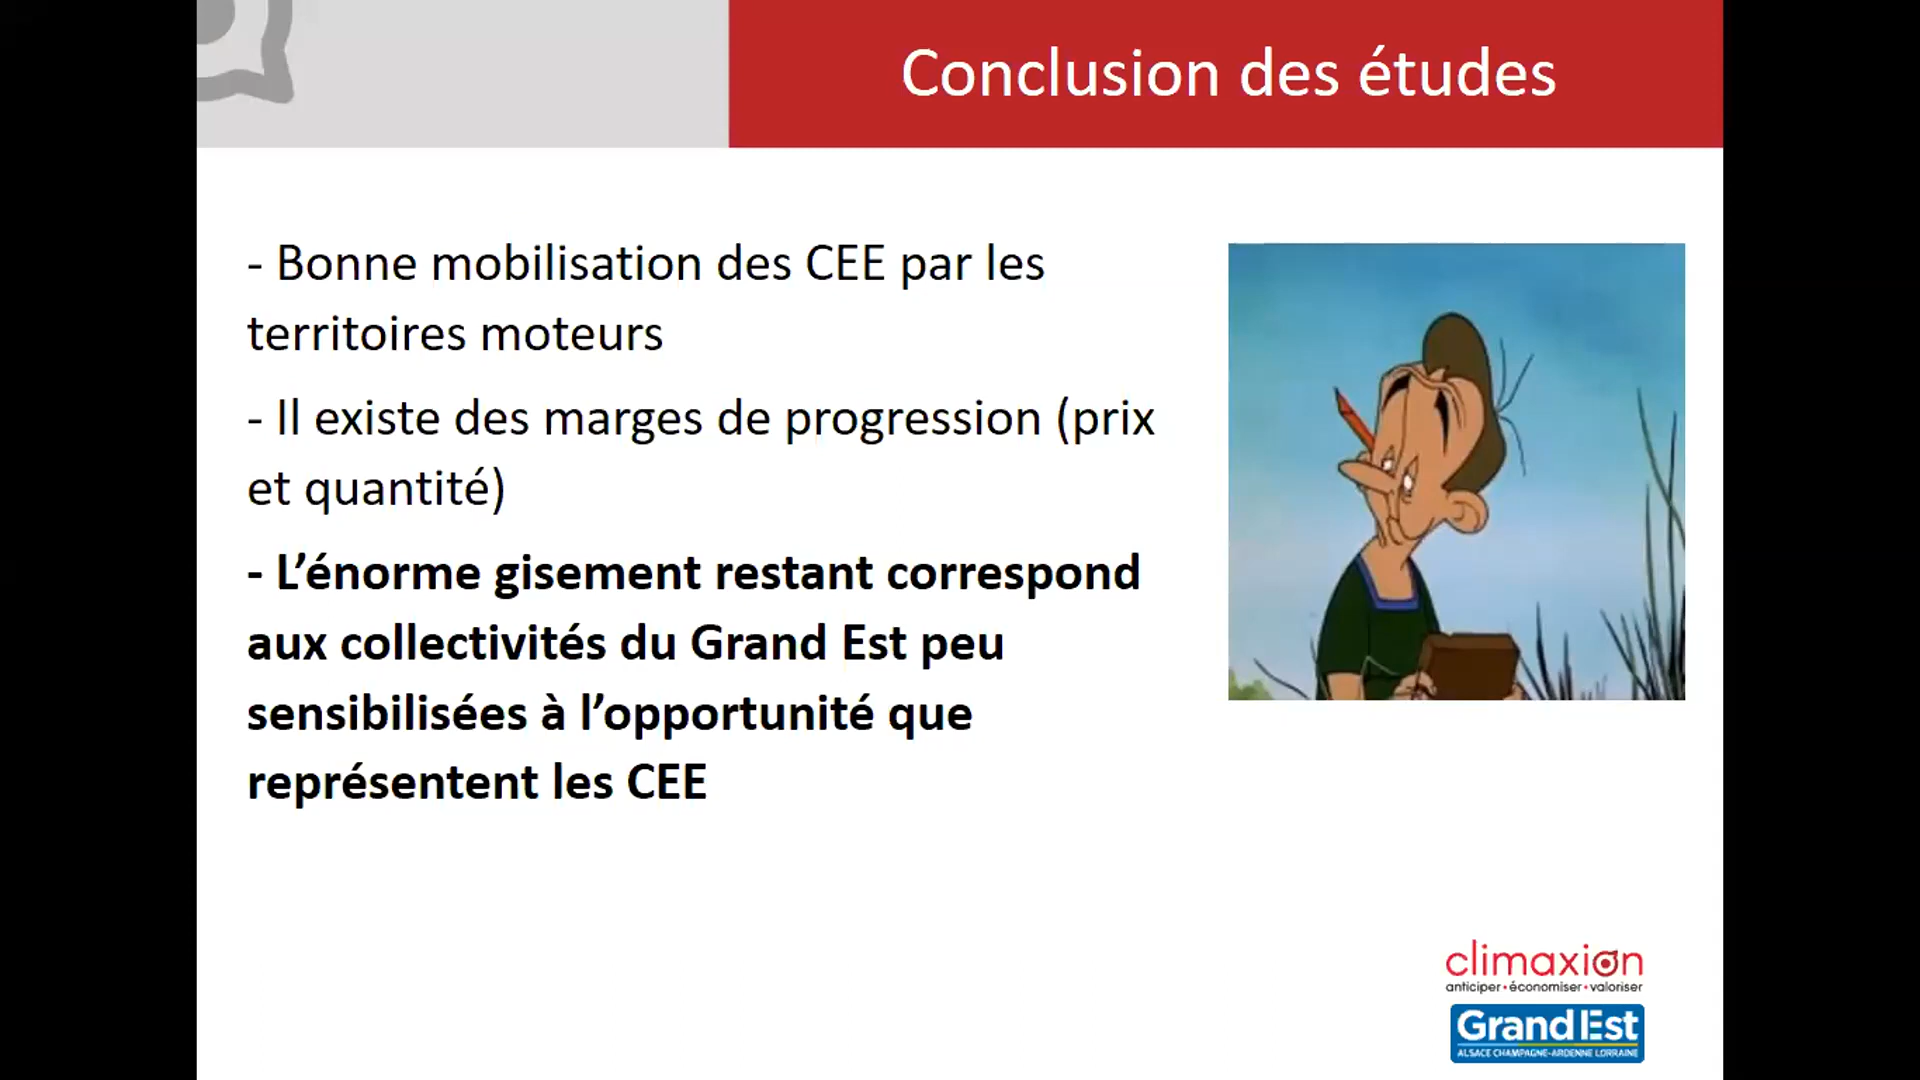 Conclusion des études
- Bonne mobilisation des CEE par les
territoires moteurs
- Il existe des marges de progression (prix
et quantité)
- L’énorme gisement restant correspond
aux collectivités du Grand Est peu
sensibilisées à l’opportunité que
représentent les CEE
climaxion
anticiper • économiser • valoriser
Grand Est
ALSACE CHAMPAGNE-ARDENNE LORRAINE